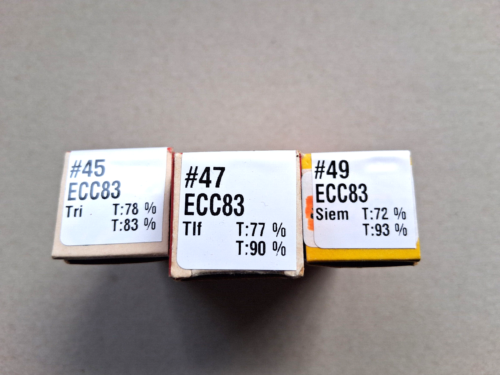 #45
ECC83
Tri T:78 %
T:83 %
#47
ECC83
Tlf T:77 %
T:90 %
#49
ECC83
Siem T:72 %
T:93 %